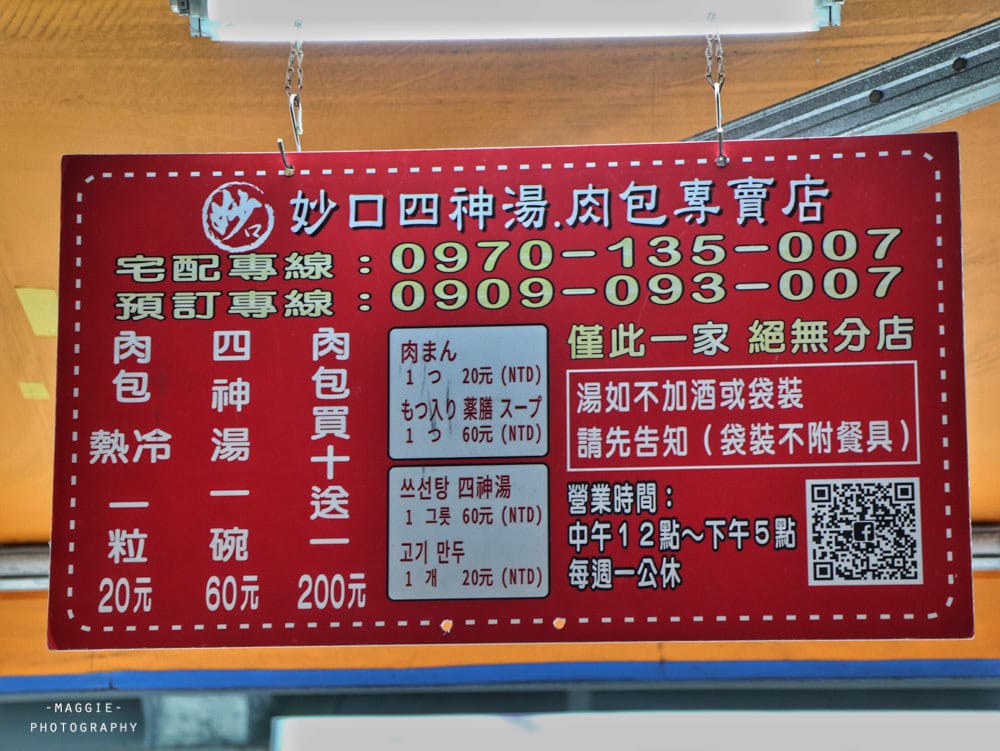 妙口
妙口四神湯.肉包專賣店
宅配專線：0970-135-007
預訂專線：0909-093-007
肉包 熱冷 一粒 20元
四神湯 一碗 60元
肉包買十送一 200元
肉まん
1 つ 20元 (NTD)
もつ入り 薬膳 スープ
1 つ 60元 (NTD)
쓰선탕 四神湯
1 그릇 60元 (NTD)
고기 만두
1 개 20元 (NTD)
僅此一家 絕無分店
湯如不加酒或袋裝
請先告知（袋裝不附餐具）
營業時間：
中午12點～下午5點
每週一公休
-MAGGIE-
PHOTOGRAPHY